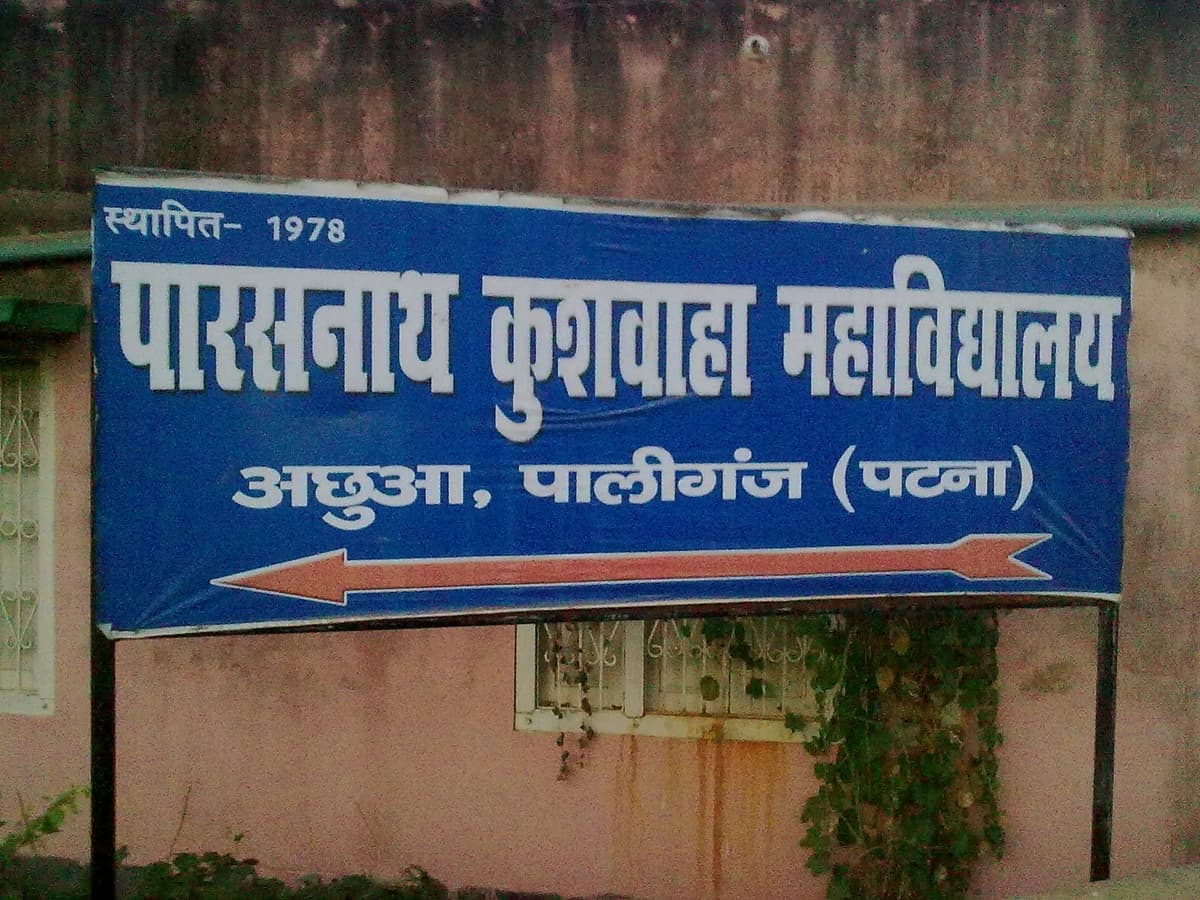 स्थापित- 1978
पारसनाथ कुशवाहा महाविद्यालय
अछुआ, पालीगंज (पटना)